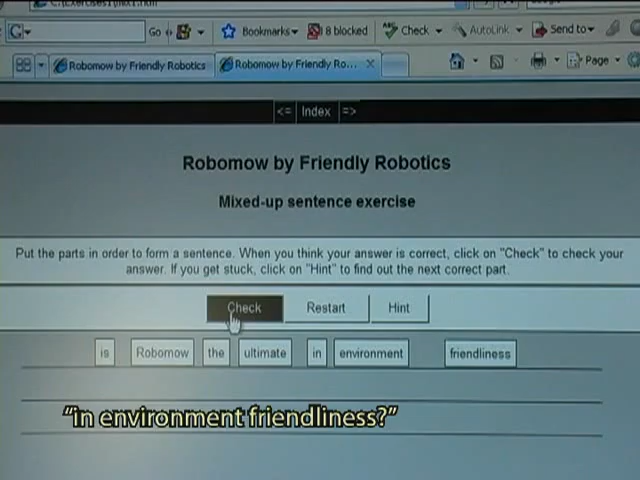 Go
Bookmarks
8 blocked
Check
AutoLink
Send to
Robomow by Friendly Robotics
Robomow by Friendly Ro...
Page
<= Index =>
Robomow by Friendly Robotics
Mixed-up sentence exercise
Put the parts in order to form a sentence. When you think your answer is correct, click on "Check" to check your
answer. If you get stuck, click on "Hint" to find out the next correct part.
Check Restart Hint
is Robomow the ultimate in environment friendliness
“in environment friendliness?”